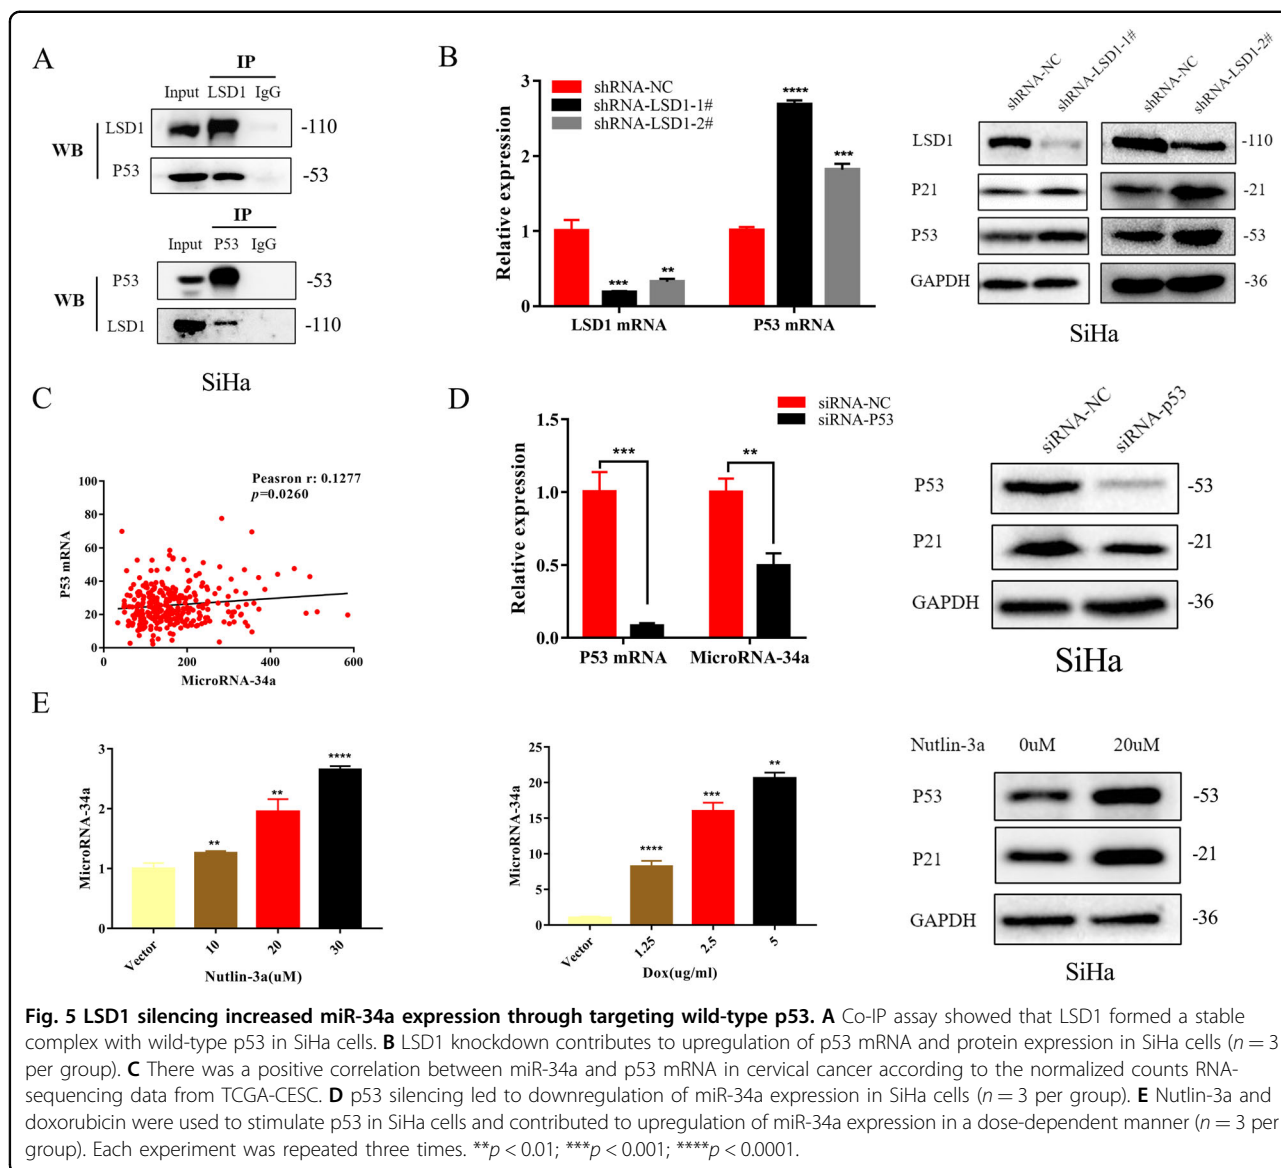 A
IP
Input LSD1 IgG
WB
LSD1 -110
P53 -53
IP
Input P53 IgG
WB
P53 -53
LSD1 -110
SiHa
B
shRNA-NC
shRNA-LSD1-1#
shRNA-LSD1-2#
Relative expression
3
2
1
0
*** ** **** ***
LSD1 mRNA P53 mRNA
shRNA-NC shRNA-LSD1-1# shRNA-NC shRNA-LSD1-2#
LSD1 -110
P21 -21
P53 -53
GAPDH -36
SiHa
C
Pearson r: 0.1277
p=0.0260
P53 mRNA
100
80
60
40
20
0
0 200 400 600
MicroRNA-34a
D
siRNA-NC
siRNA-P53
Relative expression
1.5
1.0
0.5
0.0
*** **
P53 mRNA MicroRNA-34a
siRNA-NC siRNA-p53
P53 -53
P21 -21
GAPDH -36
SiHa
E
MicroRNA-34a
3
2
1
0
** ** ****
Vector 10 20 30
Nutlin-3a(uM)
MicroRNA-34a
25
20
15
10
5
0
**** *** **
Vector 1.25 2.5 5
Dox(ug/ml)
Nutlin-3a 0uM 20uM
P53 -53
P21 -21
GAPDH -36
SiHa
Fig. 5 LSD1 silencing increased miR-34a expression through targeting wild-type p53. A Co-IP assay showed that LSD1 formed a stable
complex with wild-type p53 in SiHa cells. B LSD1 knockdown contributes to upregulation of p53 mRNA and protein expression in SiHa cells (n = 3
per group). C There was a positive correlation between miR-34a and p53 mRNA in cervical cancer according to the normalized counts RNA-
sequencing data from TCGA-CESC. D p53 silencing led to downregulation of miR-34a expression in SiHa cells (n = 3 per group). E Nutlin-3a and
doxorubicin were used to stimulate p53 in SiHa cells and contributed to upregulation of miR-34a expression in a dose-dependent manner (n = 3 per
group). Each experiment was repeated three times. **p < 0.01; ***p < 0.001; ****p < 0.0001.